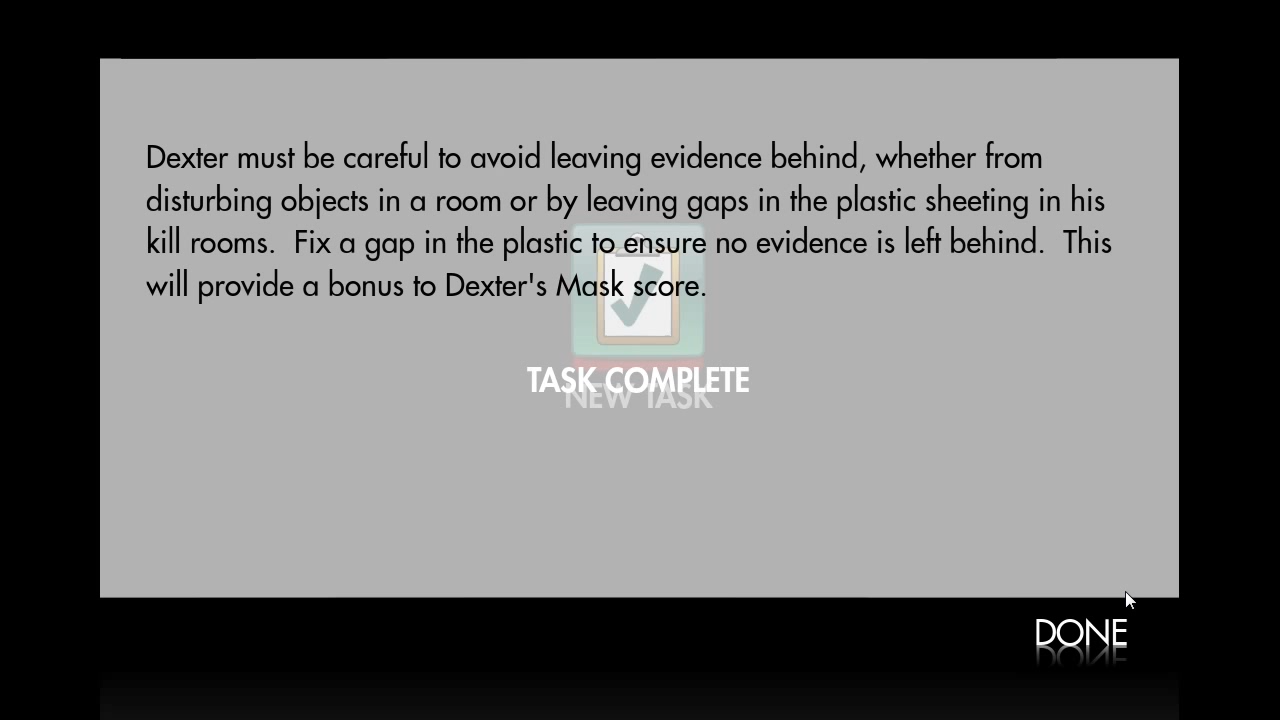 Dexter must be careful to avoid leaving evidence behind, whether from
disturbing objects in a room or by leaving gaps in the plastic sheeting in his
kill rooms.  Fix a gap in the plastic to ensure no evidence is left behind.  This
will provide a bonus to Dexter's Mask score.
TASK COMPLETE
NEW TASK
DONE